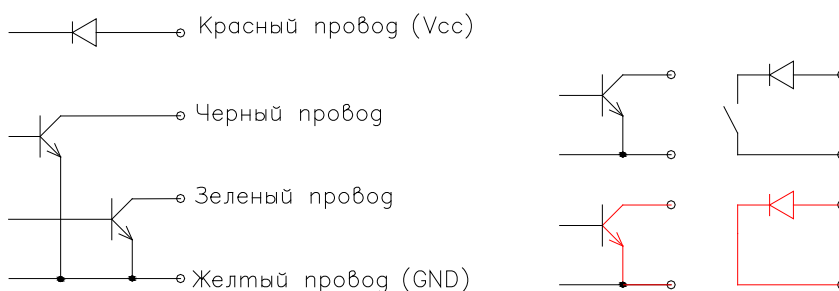 Красный провод (Vcc)
Черный провод
Зеленый провод
Желтый провод (GND)